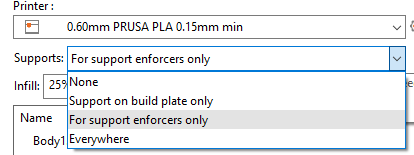 Printer :
0.60mm PRUSA PLA 0.15mm min
Supports: For support enforcers only
Infill: 25%
None
Support on build plate only
For support enforcers only
Everywhere
Name
Body1